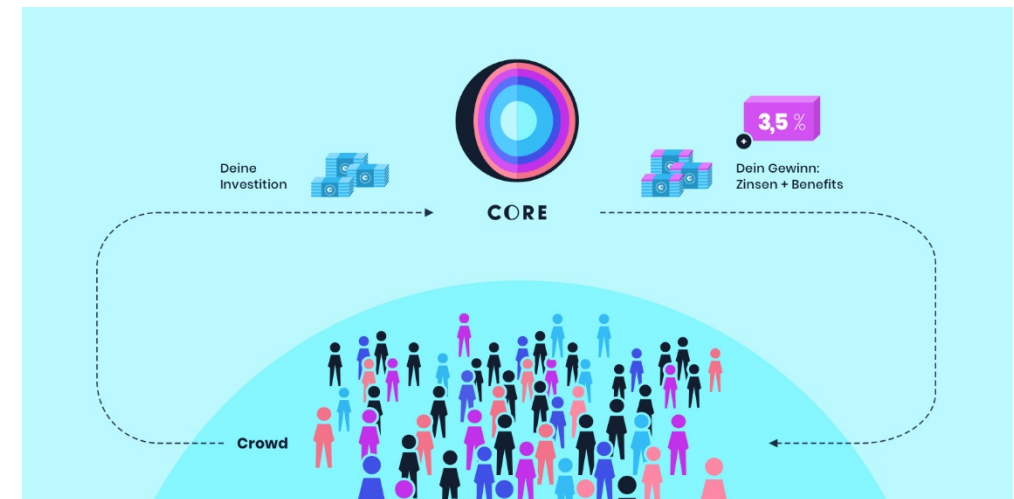 3,5 %
+
Deine
Investition
Dein Gewinn:
Zinsen + Benefits
CORE
Crowd